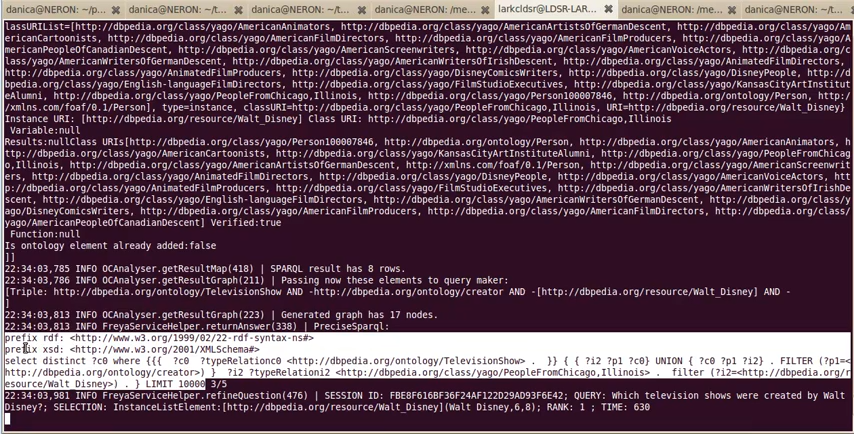 danica@NERON: ~/p... danica@NERON: ~/t... danica@NERON: ~/t... danica@NERON: /me... larkcldsr@LDSR-LAR... danica@NERON: /me... danica@NERON: ~/t...
lassURIList=[http://dbpedia.org/class/yago/AmericanAnimators, http://dbpedia.org/class/yago/AmericanArtistsOfGermanDescent, http://dbpedia.org/class/yago/Am
ericanCartoonists, http://dbpedia.org/class/yago/AmericanFilmDirectors, http://dbpedia.org/class/yago/AmericanFilmProducers, http://dbpedia.org/class/yago/A
mericanPeopleOfCanadianDescent, http://dbpedia.org/class/yago/AmericanScreenwriters, http://dbpedia.org/class/yago/AmericanVoiceActors, http://dbpedia.org/c
lass/yago/AmericanWritersOfGermanDescent, http://dbpedia.org/class/yago/AmericanWritersOfIrishDescent, http://dbpedia.org/class/yago/AnimatedFilmDirectors,
http://dbpedia.org/class/yago/AnimatedFilmProducers, http://dbpedia.org/class/yago/DisneyComicsWriters, http://dbpedia.org/class/yago/DisneyPeople, http://d
bpedia.org/class/yago/English-languageFilmDirectors, http://dbpedia.org/class/yago/FilmStudioExecutives, http://dbpedia.org/class/yago/KansasCityArtInstitut
eAlumni, http://dbpedia.org/class/yago/PeopleFromChicago,Illinois, http://dbpedia.org/class/yago/Person100007846, http://dbpedia.org/ontology/Person, http:/
/xmlns.com/foaf/0.1/Person], type=instance, classURI=http://dbpedia.org/class/yago/PeopleFromChicago,Illinois, URI=http://dbpedia.org/resource/Walt_Disney}
Instance URI: [http://dbpedia.org/resource/Walt_Disney] Class URI: http://dbpedia.org/class/yago/PeopleFromChicago,Illinois
Variable:null
Results:nullClass URIs[http://dbpedia.org/class/yago/Person100007846, http://dbpedia.org/ontology/Person, http://dbpedia.org/class/yago/AmericanAnimators, h
ttp://dbpedia.org/class/yago/AmericanCartoonists, http://dbpedia.org/class/yago/KansasCityArtInstituteAlumni, http://dbpedia.org/class/yago/PeopleFromChicag
o,Illinois, http://dbpedia.org/class/yago/AmericanArtistsOfGermanDescent, http://xmlns.com/foaf/0.1/Person, http://dbpedia.org/class/yago/AmericanScreenwrit
ers, http://dbpedia.org/class/yago/AnimatedFilmDirectors, http://dbpedia.org/class/yago/DisneyPeople, http://dbpedia.org/class/yago/AmericanVoiceActors, htt
p://dbpedia.org/class/yago/AnimatedFilmProducers, http://dbpedia.org/class/yago/FilmStudioExecutives, http://dbpedia.org/class/yago/AmericanWritersOfIrishDe
scent, http://dbpedia.org/class/yago/English-languageFilmDirectors, http://dbpedia.org/class/yago/AmericanWritersOfGermanDescent, http://dbpedia.org/class/y
ago/DisneyComicsWriters, http://dbpedia.org/class/yago/AmericanFilmProducers, http://dbpedia.org/class/yago/AmericanFilmDirectors, http://dbpedia.org/class/
yago/AmericanPeopleOfCanadianDescent] Verified:true
Function:null
Is ontology element already added:false
]]
22:34:03,785 INFO OCAnalyser.getResultMap(418) | SPARQL result has 8 rows.
22:34:03,786 INFO OCAnalyser.getResultGraph(211) | Passing now these elements to query maker:
[Triple: http://dbpedia.org/ontology/TelevisionShow AND -http://dbpedia.org/ontology/creator AND -[http://dbpedia.org/resource/Walt_Disney] AND -
]
22:34:03,813 INFO OCAnalyser.getResultGraph(223) | Generated graph has 17 nodes.
22:34:03,813 INFO FreyaServiceHelper.returnAnswer(338) | PreciseSparql:
prefix rdf: <http://www.w3.org/1999/02/22-rdf-syntax-ns#>
prefix xsd: <http://www.w3.org/2001/XMLSchema#>
select distinct ?c0 where {{{ ?c0 ?typeRelationc0 <http://dbpedia.org/ontology/TelevisionShow> . }} { { ?i2 ?p1 ?c0} UNION { ?c0 ?p1 ?i2} . FILTER (?p1=<
http://dbpedia.org/ontology/creator>) } ?i2 ?typeRelationi2 <http://dbpedia.org/class/yago/PeopleFromChicago,Illinois> . filter (?i2=<http://dbpedia.org/r
esource/Walt_Disney>) . } LIMIT 10000 3/5
22:34:03,981 INFO FreyaServiceHelper.refineQuestion(476) | SESSION ID: FBE8F616BF36F24AF122D29AD93F6E42; QUERY: Which television shows were created by Walt
Disney?; SELECTION: InstanceListElement:[http://dbpedia.org/resource/Walt_Disney](Walt Disney,6,8); RANK: 1 ; TIME: 630